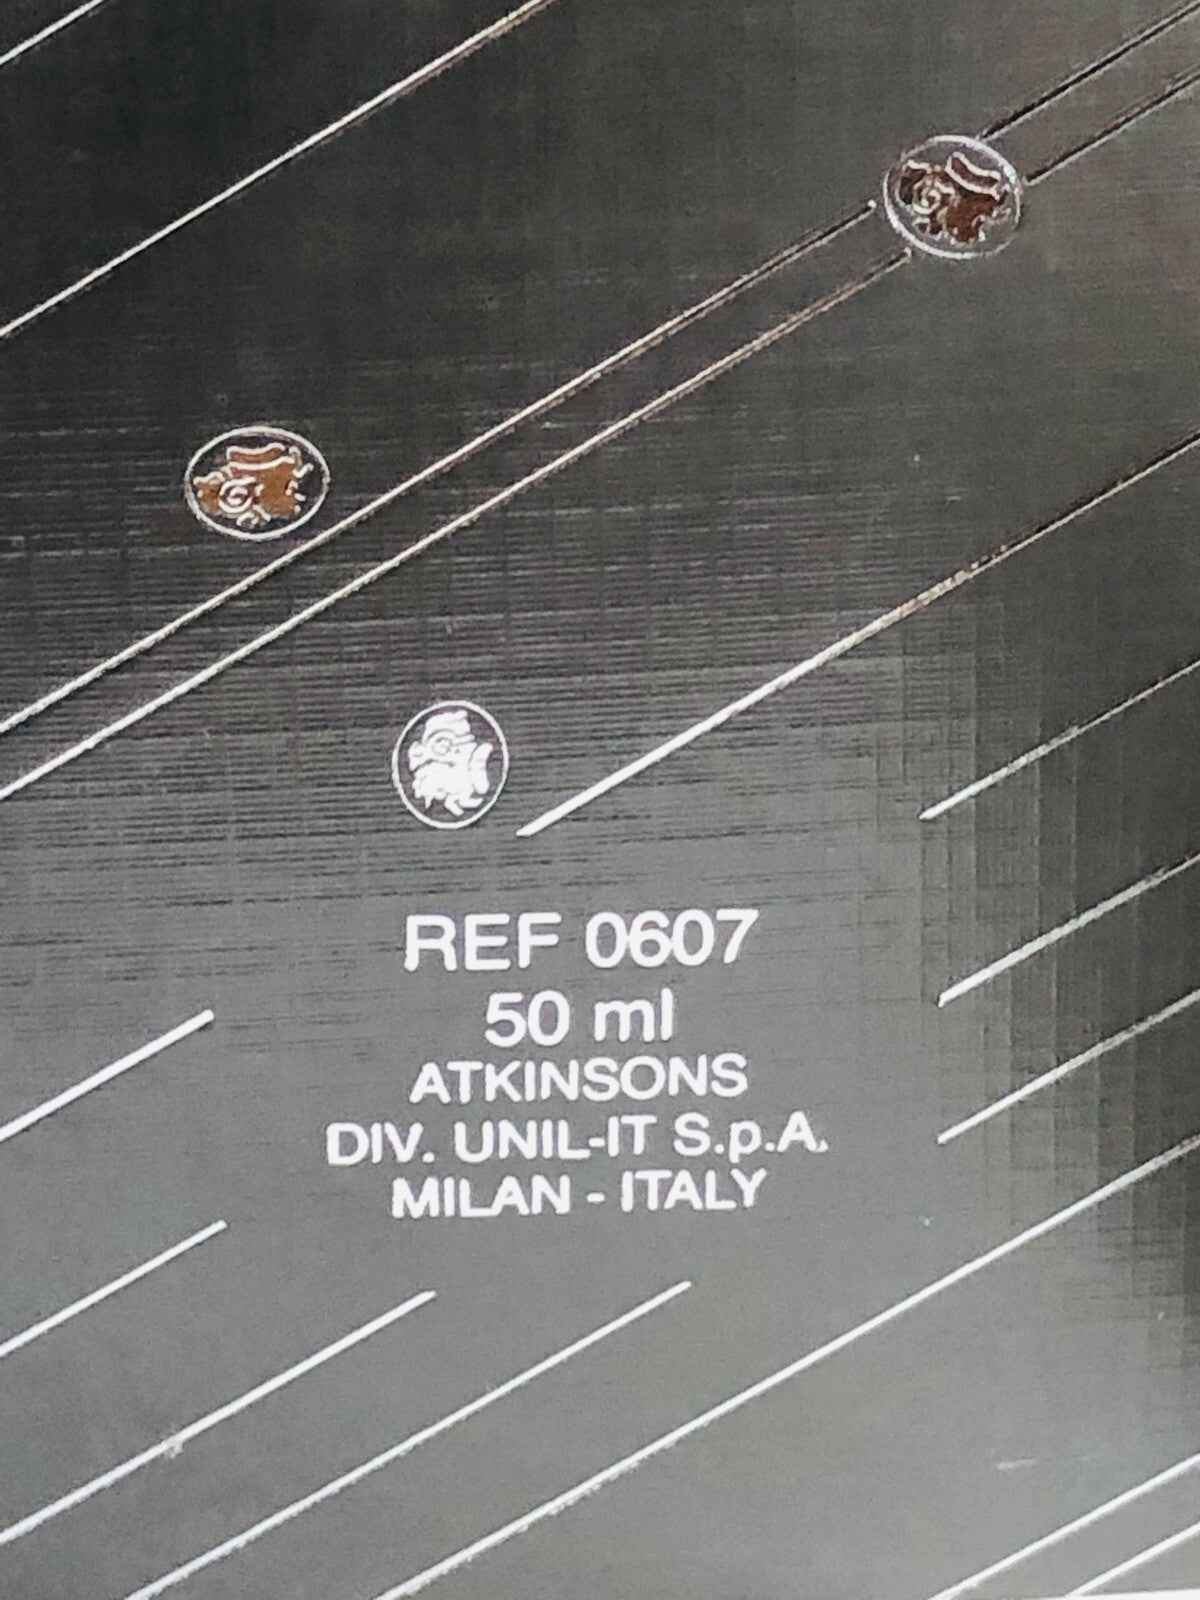 REF 0607
50 ml
ATKINSONS
DIV. UNIL-IT S.p.A.
MILAN - ITALY